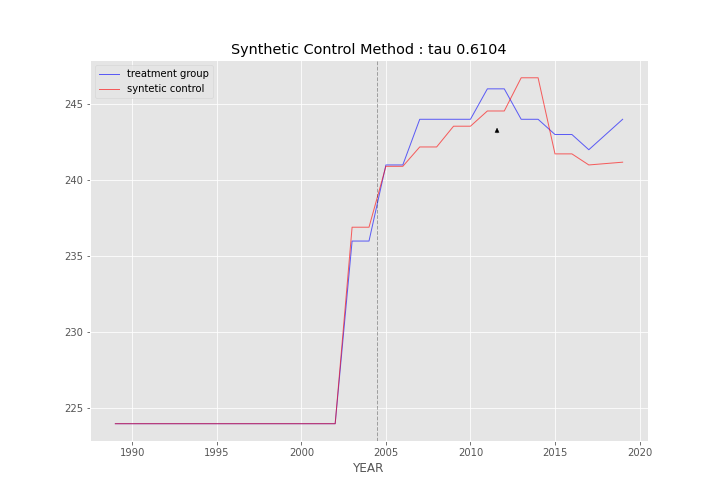 Synthetic Control Method : tau 0.6104
treatment group
syntetic control
245
240
235
230
225
1990 1995 2000 2005 2010 2015 2020
YEAR